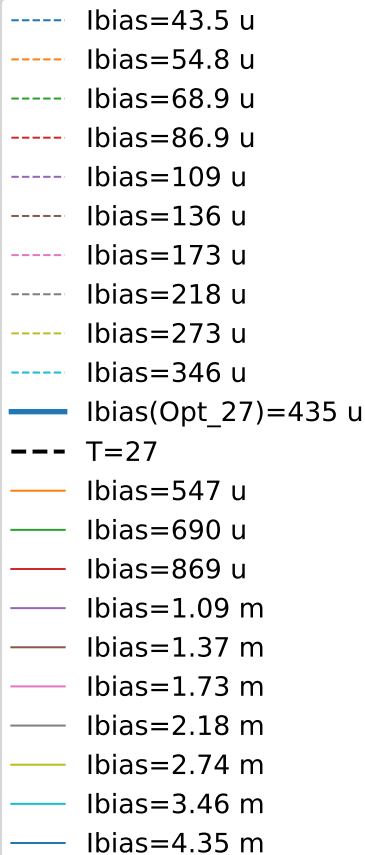 Ibias=43.5 u
Ibias=54.8 u
Ibias=68.9 u
Ibias=86.9 u
Ibias=109 u
Ibias=136 u
Ibias=173 u
Ibias=218 u
Ibias=273 u
Ibias=346 u
Ibias(Opt_27)=435 u
T=27
Ibias=547 u
Ibias=690 u
Ibias=869 u
Ibias=1.09 m
Ibias=1.37 m
Ibias=1.73 m
Ibias=2.18 m
Ibias=2.74 m
Ibias=3.46 m
Ibias=4.35 m